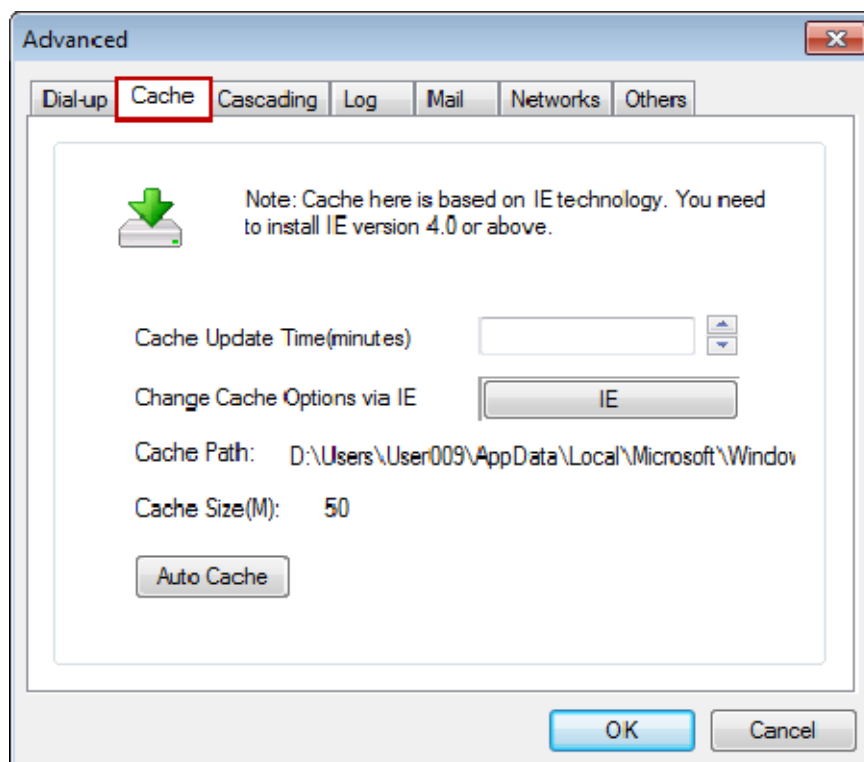 Advanced
Dial-up Cache Cascading Log Mail Networks Others
Note: Cache here is based on IE technology. You need
to install IE version 4.0 or above.
Cache Update Time(minutes)
Change Cache Options via IE IE
Cache Path: D:\Users\User009\AppData\Local\Microsoft\Window
Cache Size(M): 50
Auto Cache
OK Cancel